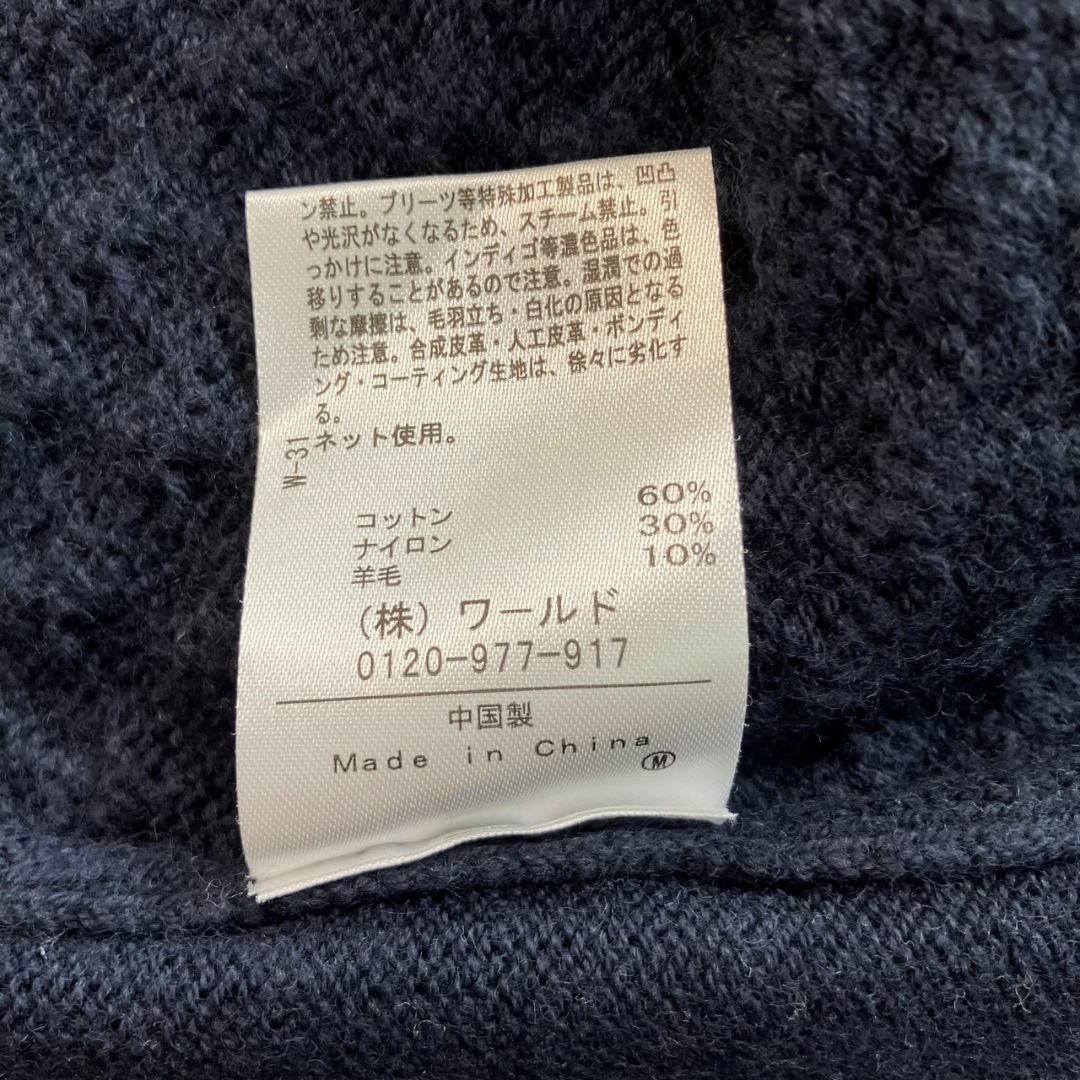 ン禁止。プリーツ等特殊加工製品は、凹凸
や光沢がなくなるため、スチーム禁止。引
っかけに注意。インディゴ等濃色品は、色
移りすることがあるので注意。湿潤での過
剰な摩擦は、毛羽立ち・白化の原因となる
ため注意。合成皮革・人工皮革・ボンディ
ング・コーティング生地は、徐々に劣化す
る。
ネット使用。
W-31
コットン 60%
ナイロン 30%
羊毛 10%
(株) ワールド
0120-977-917
中国製
Made in China
M